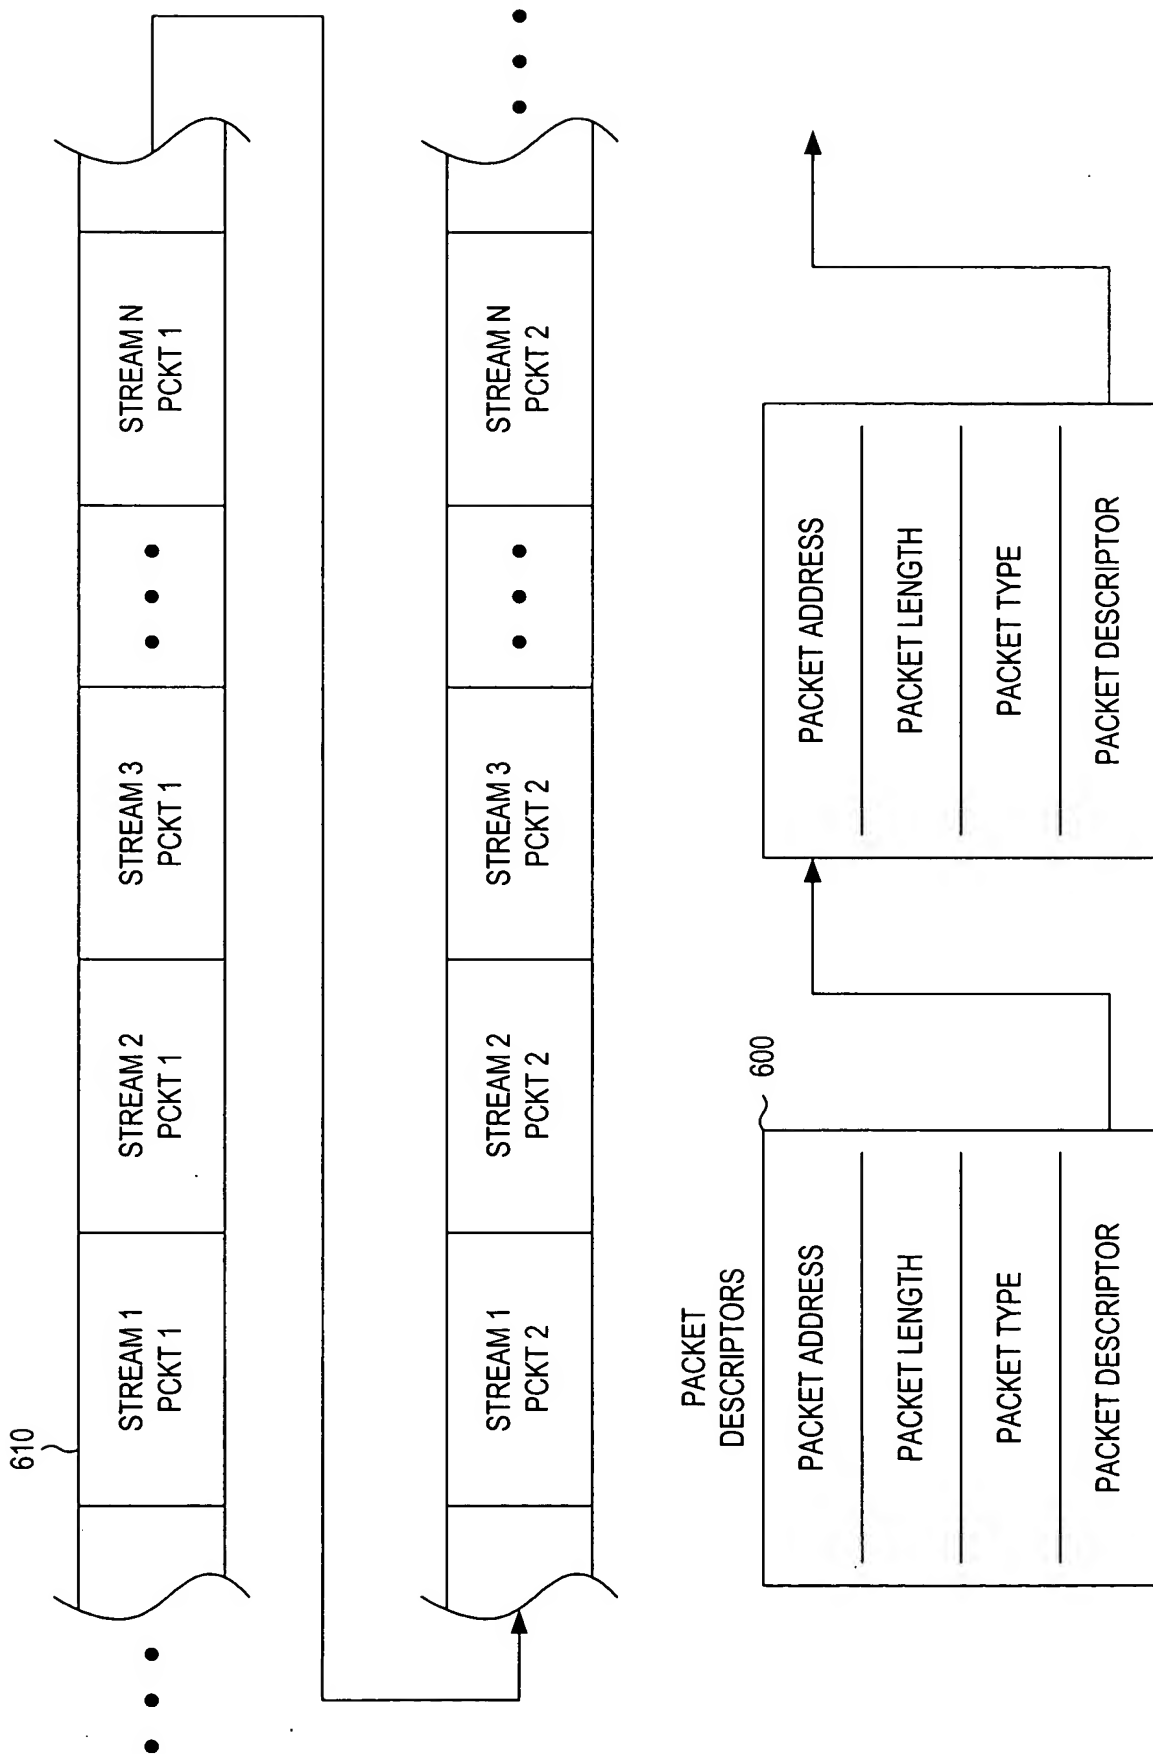 610
STREAM 1
PCKT 1
STREAM 2
PCKT 1
STREAM 3
PCKT 1
STREAM N
PCKT 1
STREAM 1
PCKT 2
STREAM 2
PCKT 2
STREAM 3
PCKT 2
STREAM N
PCKT 2
PACKET
DESCRIPTORS
600
PACKET ADDRESS
PACKET LENGTH
PACKET TYPE
PACKET DESCRIPTOR
PACKET ADDRESS
PACKET LENGTH
PACKET TYPE
PACKET DESCRIPTOR